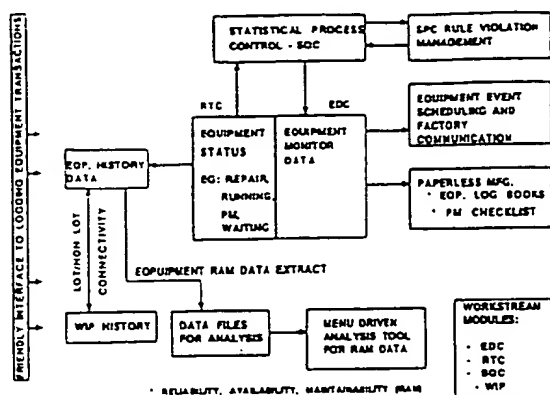 FRIENDLY INTERFACE TO LOGGING EQUIPMENT TRANSACTIONS
STATISTICAL PROCESS
CONTROL - SQC
SPC RULE VIOLATION
MANAGEMENT
RTC
EDC
EQUIPMENT
STATUS
EG: REPAIR,
RUNNING,
PM,
WAITING
EQUIPMENT
MONITOR
DATA
EQUIPMENT EVENT
SCHEDULING AND
FACTORY
COMMUNICATION
EQP. HISTORY
DATA
PAPERLESS MFG.
* EQP. LOG BOOKS
* PM CHECKLIST
LOT/NON LOT
CONNECTIVITY
EQPUIPMENT RAM DATA EXTRACT
WIP HISTORY
DATA FILES
FOR ANALYSIS
MENU DRIVEN
ANALYSIS TOOL
FOR RAM DATA
WORKSTREAM
MODULES:
- EDC
- RTC
- SQC
- WIP
* RELIABILITY, AVAILABILITY, MAINTAINABILITY (RAM)